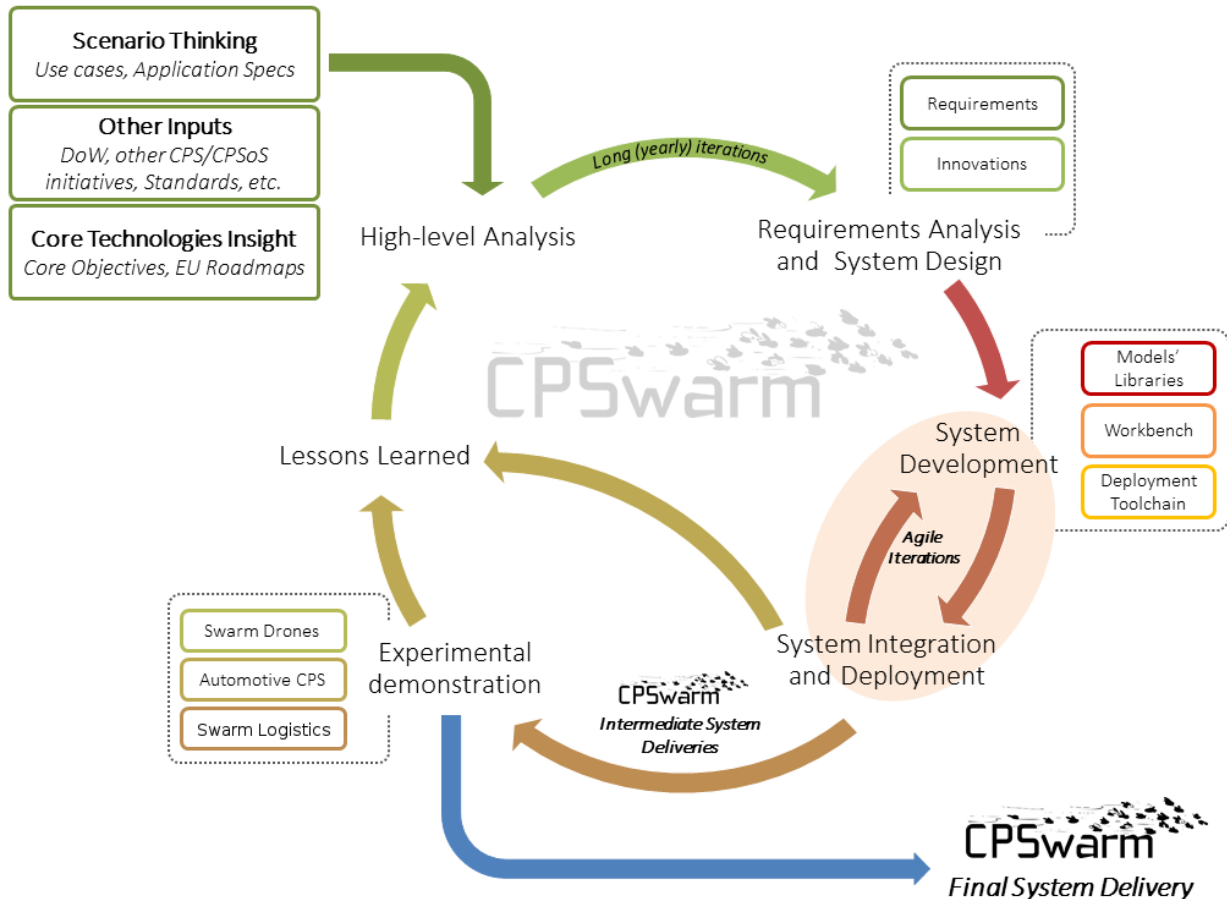 Scenario Thinking
Use cases, Application Specs
Other Inputs
DoW, other CPS/CPSoS
initiatives, Standards, etc.
Core Technologies Insight
Core Objectives, EU Roadmaps
Long (yearly) iterations
Requirements
Innovations
High-level Analysis
Requirements Analysis
and System Design
CPSwarm
Models'
Libraries
Workbench
Deployment
Toolchain
System
Development
Lessons Learned
Agile
Iterations
Swarm Drones
Automotive CPS
Swarm Logistics
Experimental
demonstration
System Integration
and Deployment
CPSwarm
Intermediate System
Deliveries
CPSwarm
Final System Delivery